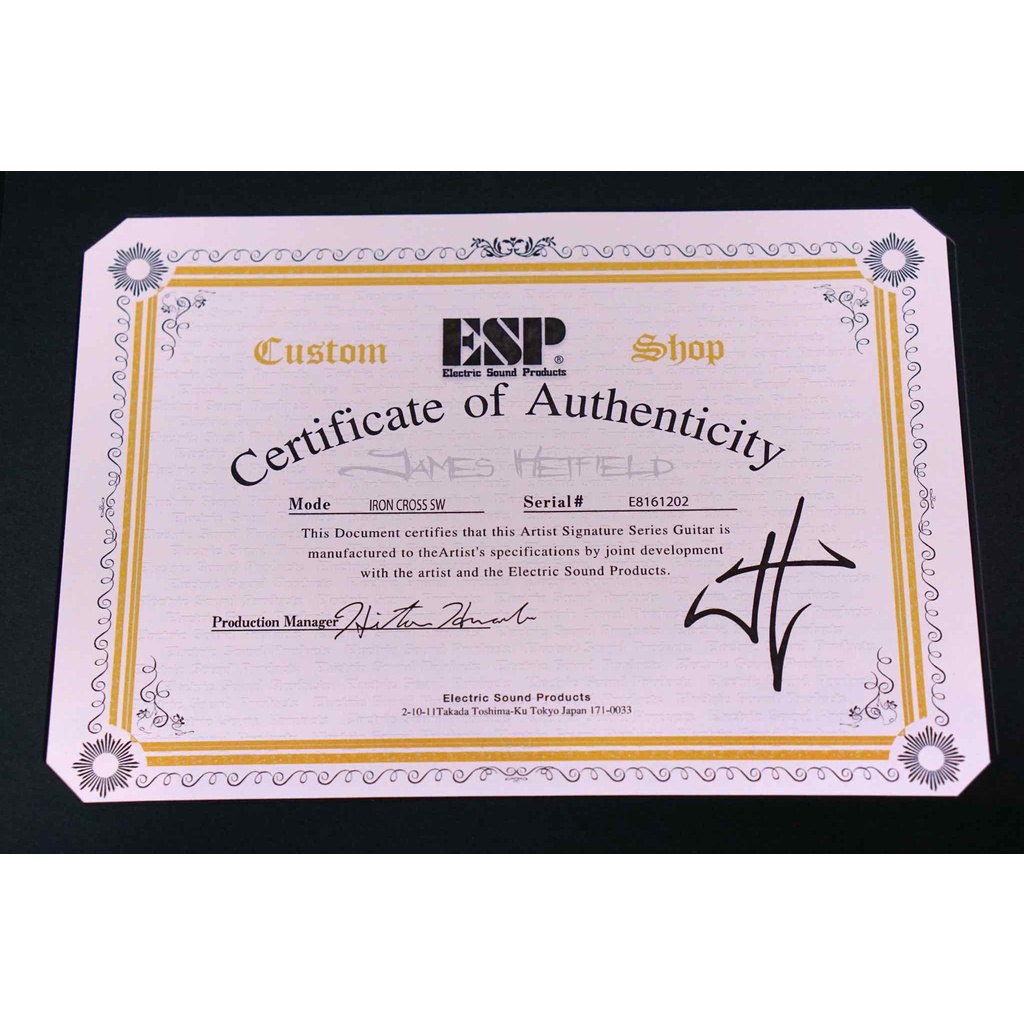 Custom ESP® Shop
Electric Sound Products
Certificate of Authenticity
JAMES HETFIELD
Mode IRON CROSS SW Serial# E8161202
This Document certifies that this Artist Signature Series Guitar is
manufactured to theArtist's specifications by joint development
with the artist and the Electric Sound Products.
Production Manager
Electric Sound Products
2-10-11Takada Toshima-Ku Tokyo Japan 171-0033